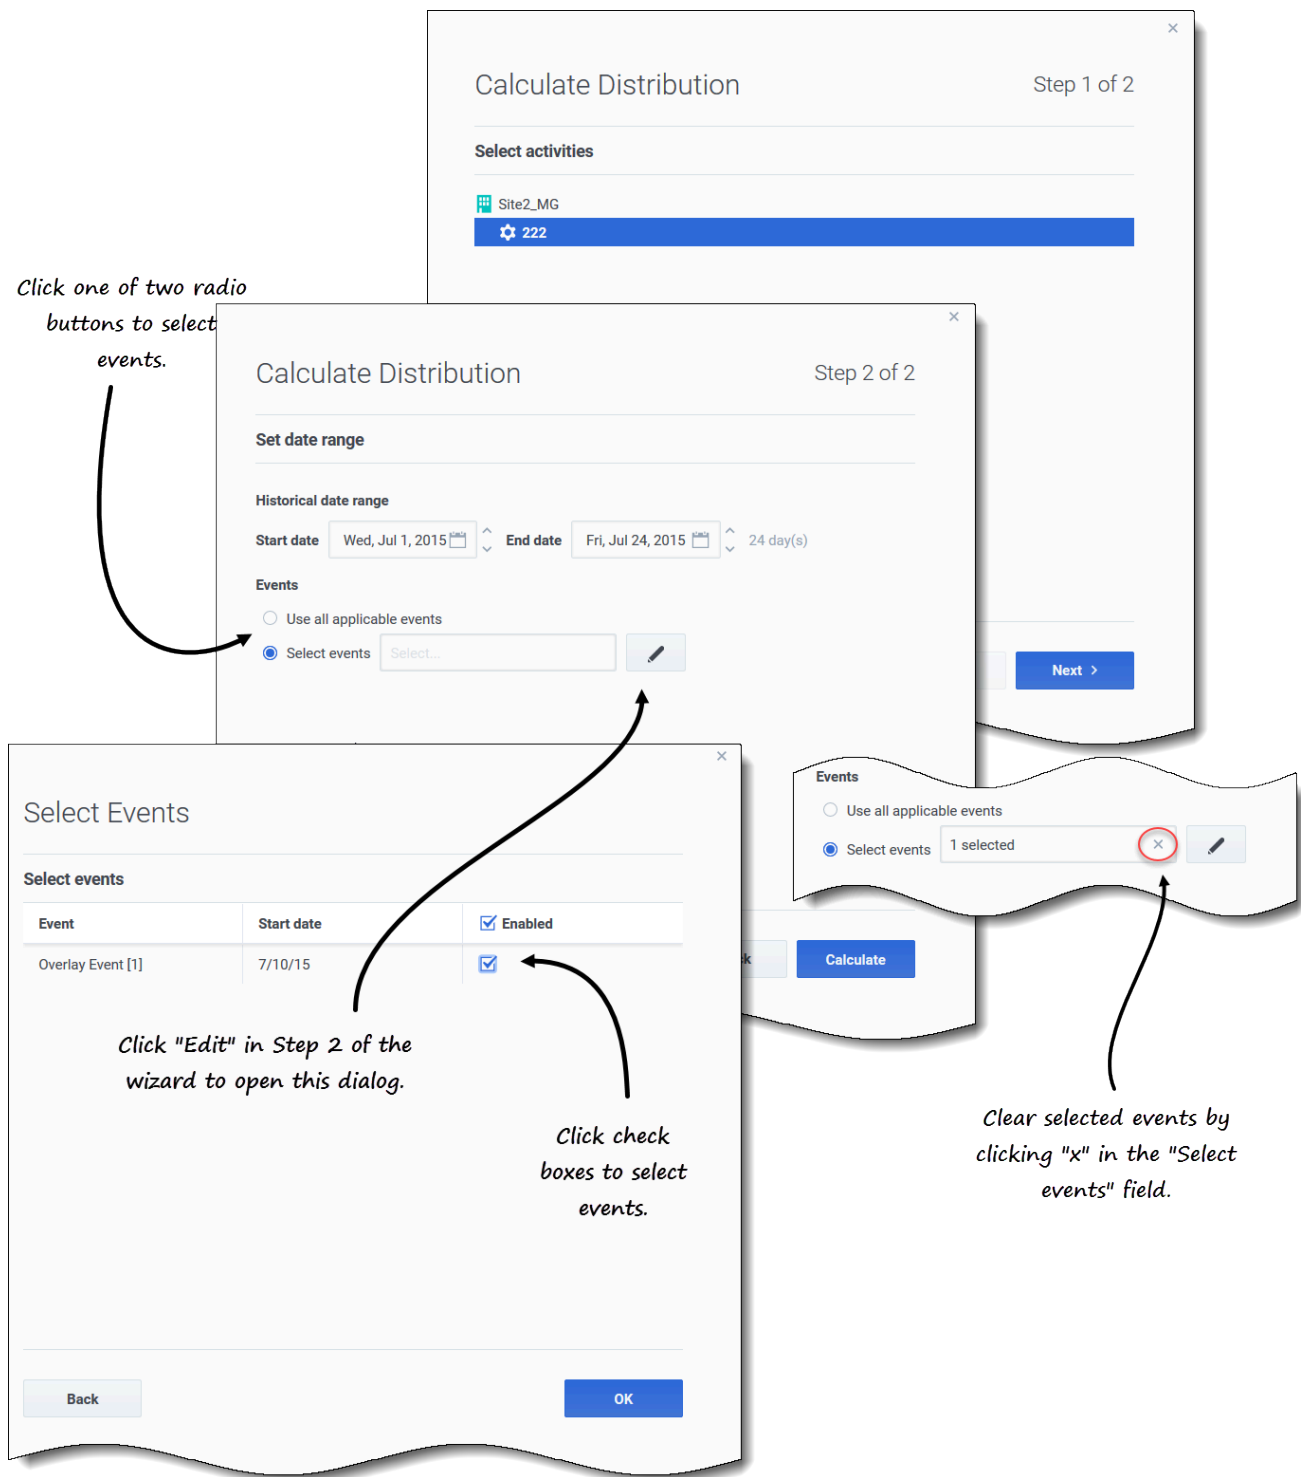 Calculate Distribution
Step 1 of 2
Select activities
Site2_MG
222
Next >
Click one of two radio
buttons to select
events.
Calculate Distribution
Step 2 of 2
Set date range
Historical date range
Start date Wed, Jul 1, 2015 End date Fri, Jul 24, 2015 24 day(s)
Events
Use all applicable events
Select events Select...
ck
Calculate
Events
Use all applicable events
Select events 1 selected
Clear selected events by
clicking "x" in the "Select
events" field.
Select Events
Select events
Event Start date Enabled
Overlay Event [1] 7/10/15
Click "Edit" in Step 2 of the
wizard to open this dialog.
Click check
boxes to select
events.
Back
OK